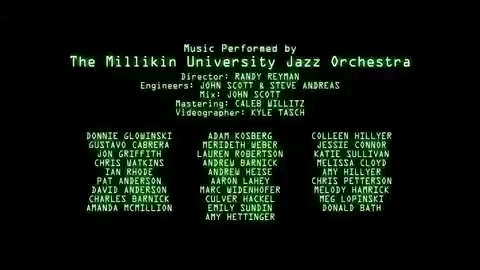 Music Performed by
The Millikin University Jazz Orchestra
Director: RANDY REYMAN
Engineers: JOHN SCOTT & STEVE ANDREAS
Mix: JOHN SCOTT
Mastering: CALEB WILLITZ
Videographer: KYLE TASCH
DONNIE GLOWINSKI
GUSTAVO CABRERA
JON GRIFFITH
CHRIS WATKINS
IAN RHODE
PAT ANDERSON
DAVID ANDERSON
CHARLES BARNICK
AMANDA MCMILLION
ADAM KOSBERG
MERIDETH WEBER
LAUREN ROBERTSON
ANDREW BARNICK
ANDREW HEISE
AARON LAHEY
MARC WIDENHOFER
CULVER HACKEL
EMILY SUNDIN
AMY HETTINGER
COLLEEN HILLYER
JESSIE CONNOR
KATIE SULLIVAN
MELISSA CLOYD
AMY HILLYER
CHRIS PETTERSON
MELODY HAMRICK
MEG LOPINSKI
DONALD BATH